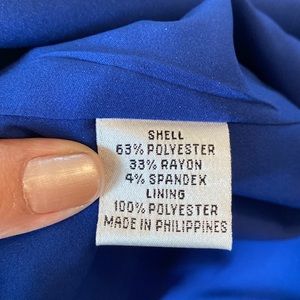 SHELL
63% POLYESTER
33% RAYON
4% SPANDEX
LINING
100% POLYESTER
MADE IN PHILIPPINES